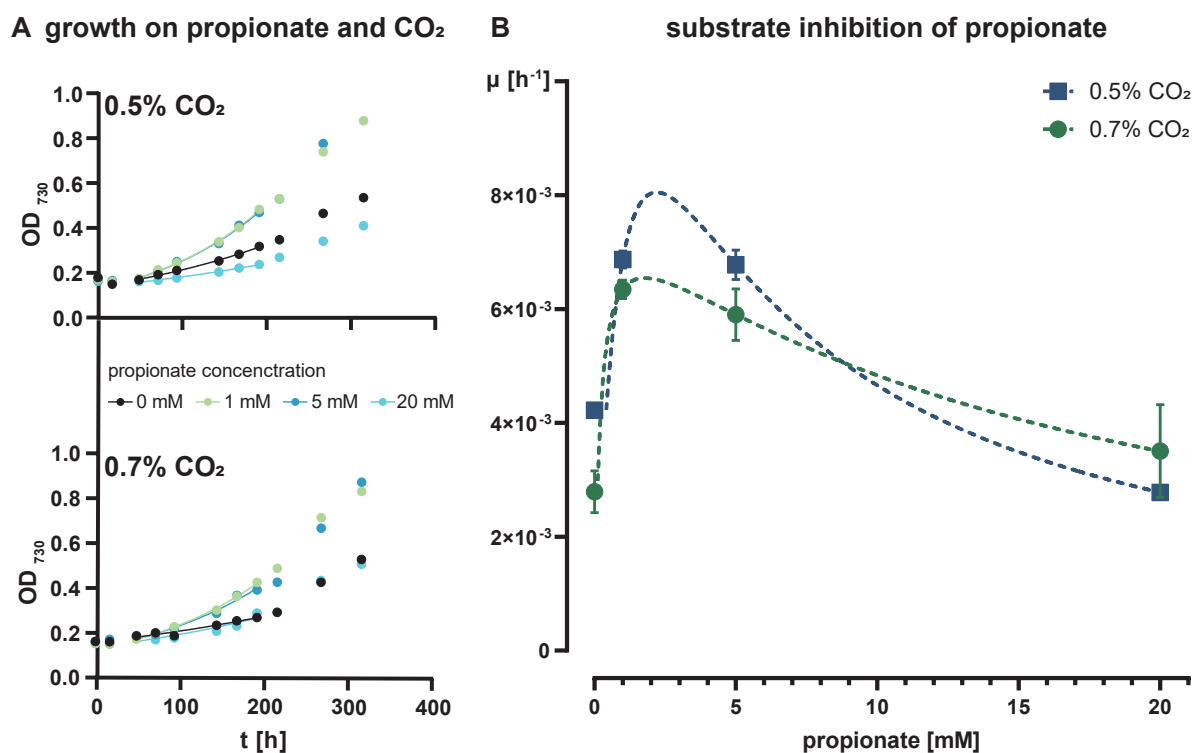 A growth on propionate and CO₂
0.5% CO₂
1.0
0.8
0.6
0.4
0.2
0.0
OD 730
propionate concenctration
0 mM 1 mM 5 mM 20 mM
0.7% CO₂
1.0
0.8
0.6
0.4
0.2
0.0
OD 730
0 100 200 300 400
t [h]
B substrate inhibition of propionate
μ [h⁻¹]
0.5% CO₂
0.7% CO₂
8×10⁻³
6×10⁻³
4×10⁻³
2×10⁻³
0
0 5 10 15 20
propionate [mM]